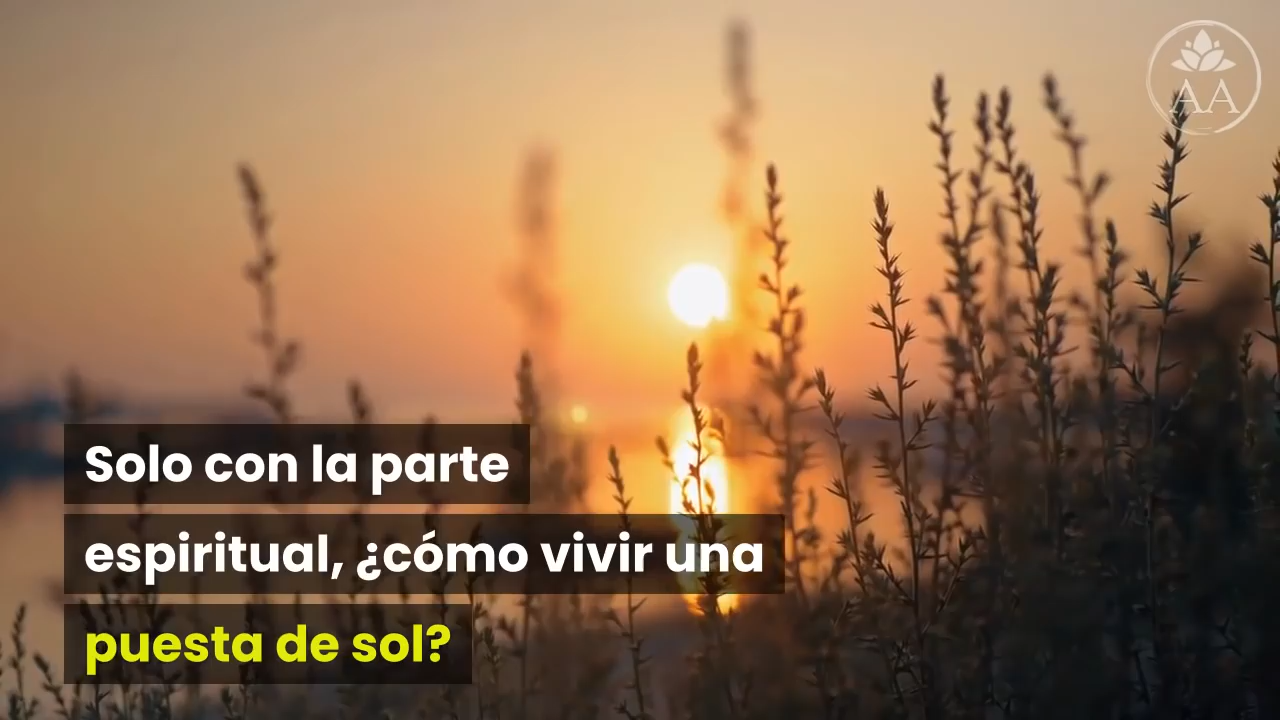 AA
Solo con la parte
espiritual, ¿cómo vivir una
puesta de sol?